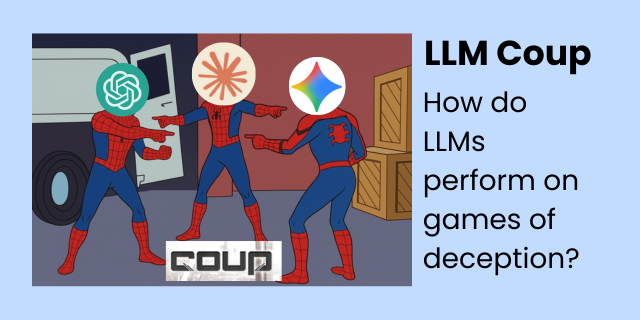 LLM Coup
How do
LLMs
perform on
games of
deception?
COUP